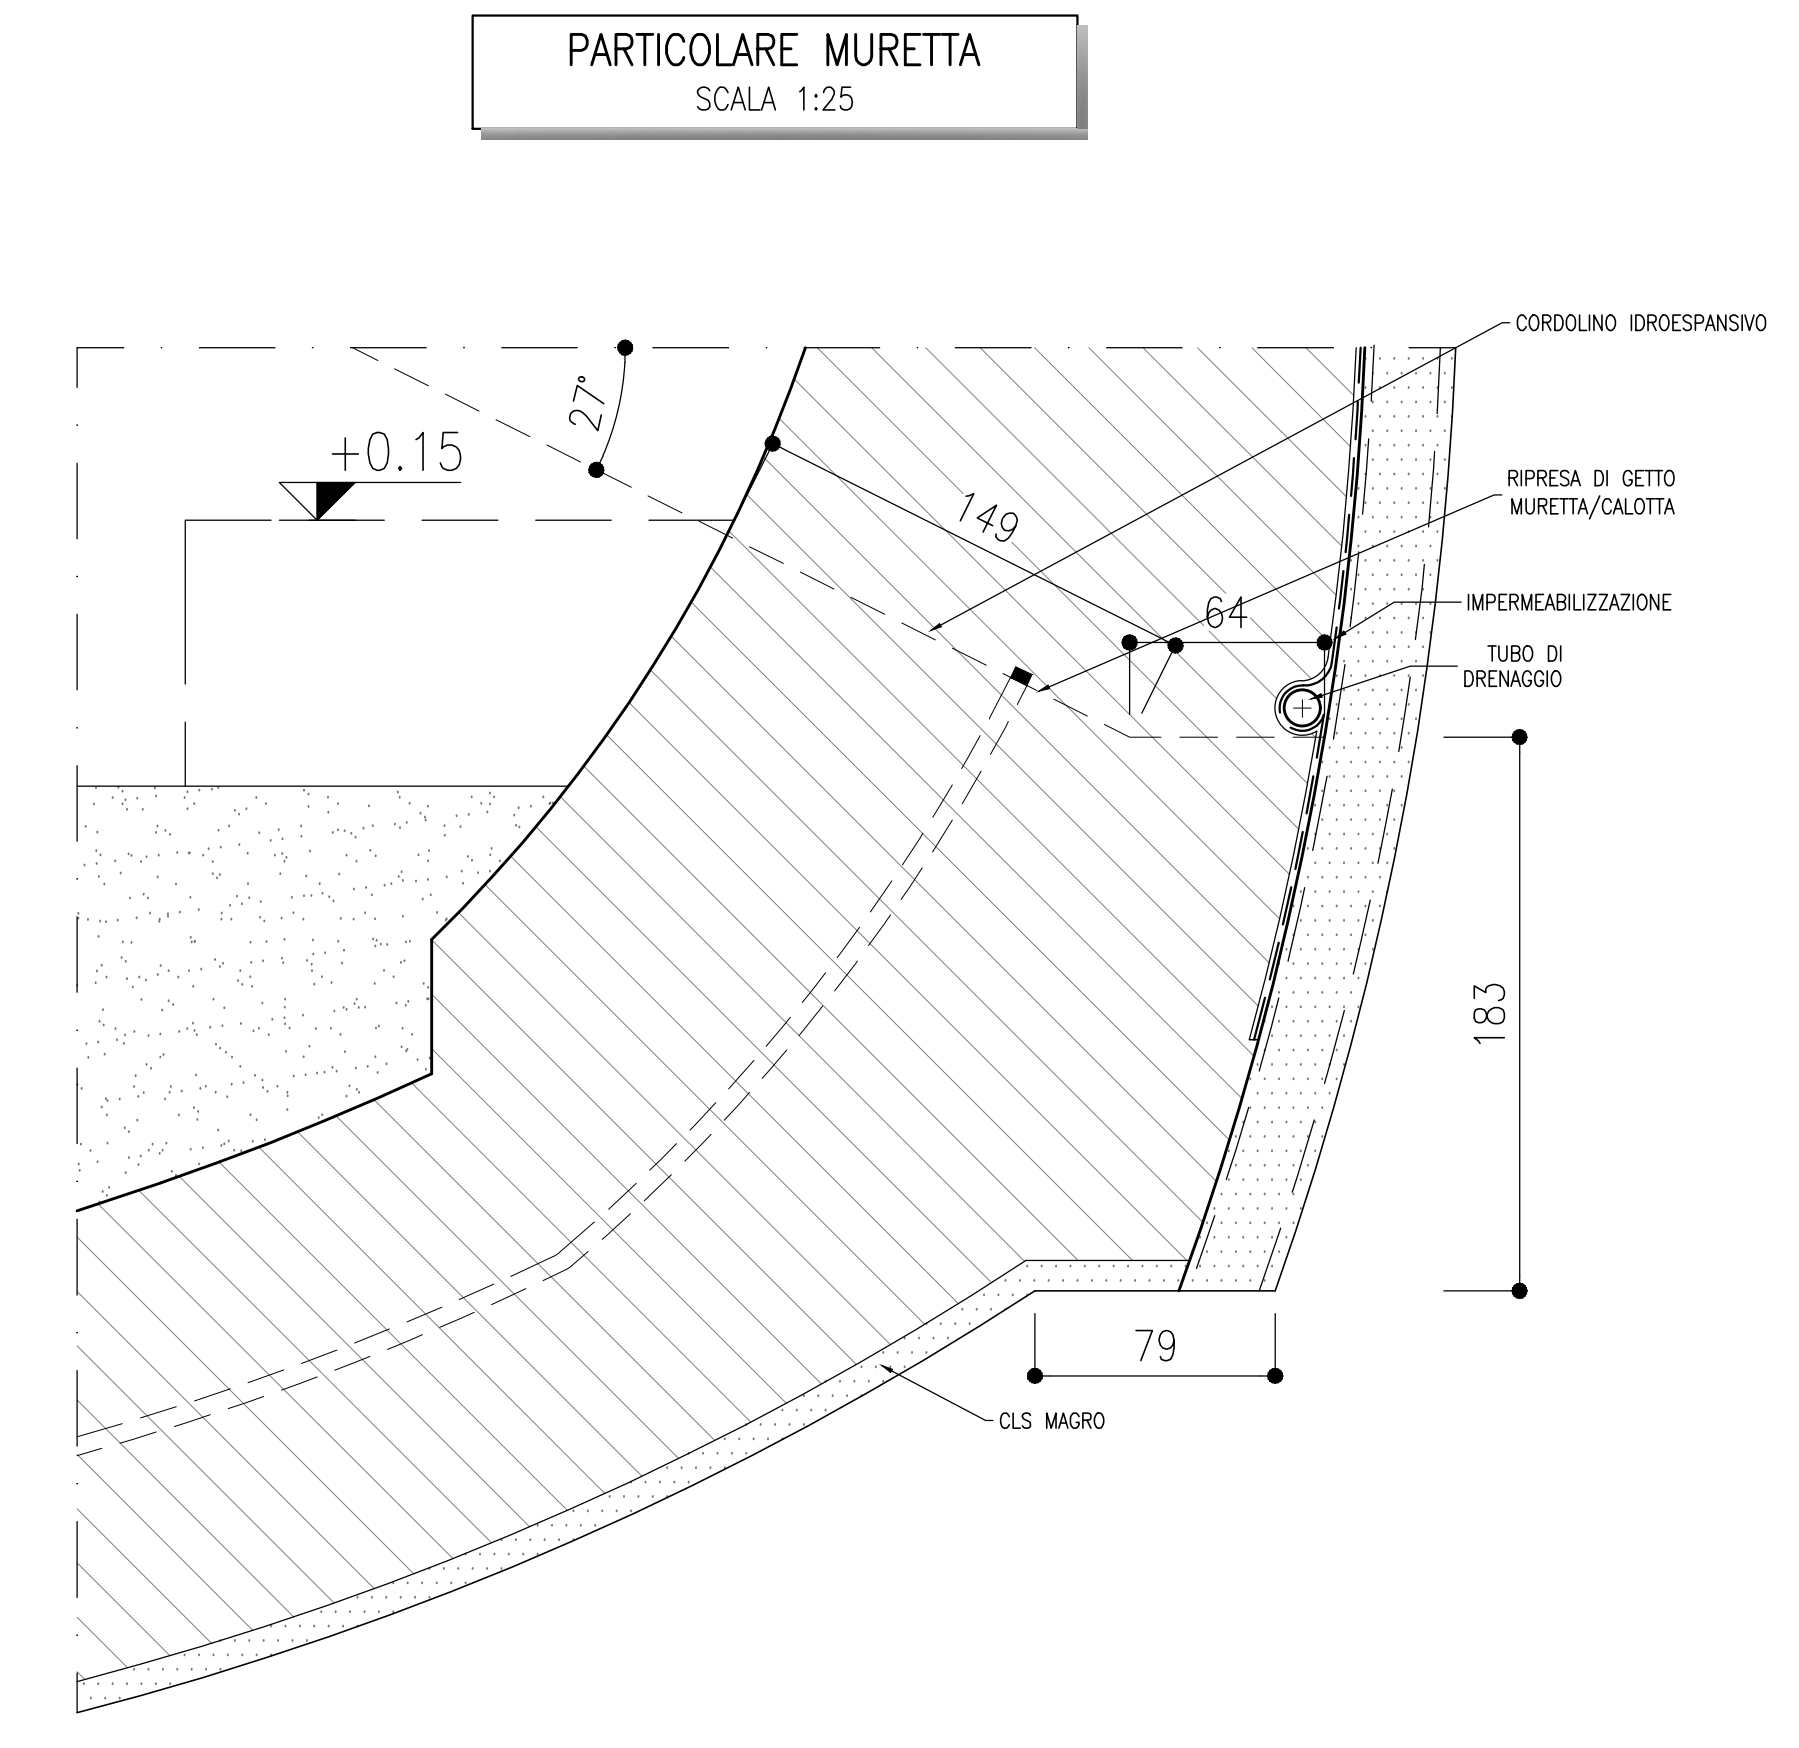 PARTICOLARE MURETTA
SCALA 1:25
CORDOLINO IDROESPANSIVO
27°
+0.15
149
RIPRESA DI GETTO
MURETTA/CALOTTA
64
IMPERMEABILIZZAZIONE
TUBO DI
DRENAGGIO
183
79
CLS MAGRO